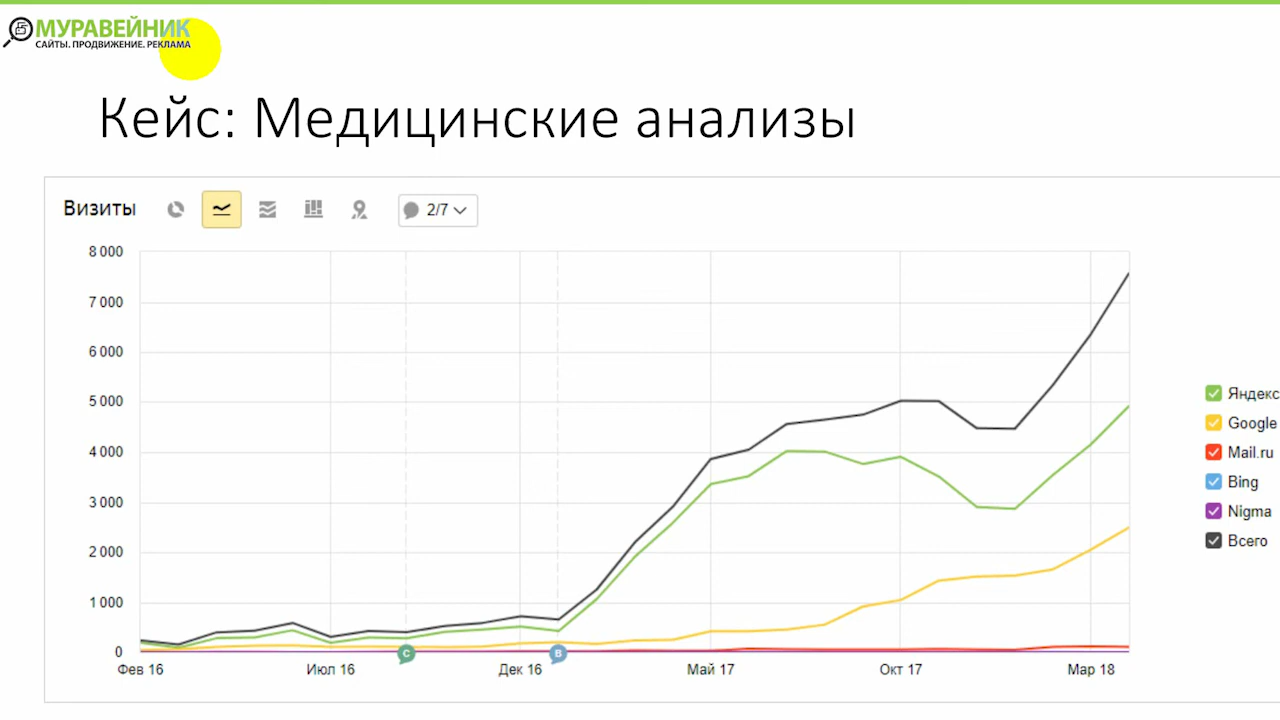 МУРАВЕЙНИК
САЙТЫ. ПРОДВИЖЕНИЕ. РЕКЛАМА
Кейс: Медицинские анализы
Визиты
2/7
8 000
7 000
6 000
5 000
4 000
3 000
2 000
1 000
0
Фев 16
Июл 16
Дек 16
Май 17
Окт 17
Мар 18
C
B
Яндекс
Google
Mail.ru
Bing
Nigma
Всего